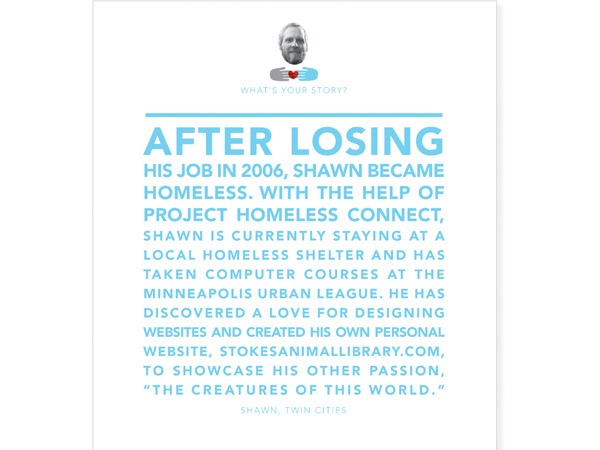 WHAT'S YOUR STORY?
AFTER LOSING
HIS JOB IN 2006, SHAWN BECAME
HOMELESS. WITH THE HELP OF
PROJECT HOMELESS CONNECT,
SHAWN IS CURRENTLY STAYING AT A
LOCAL HOMELESS SHELTER AND HAS
TAKEN COMPUTER COURSES AT THE
MINNEAPOLIS URBAN LEAGUE. HE HAS
DISCOVERED A LOVE FOR DESIGNING
WEBSITES AND CREATED HIS OWN PERSONAL
WEBSITE, STOKESANIMALLIBRARY.COM,
TO SHOWCASE HIS OTHER PASSION,
“THE CREATURES OF THIS WORLD.”
SHAWN, TWIN CITIES